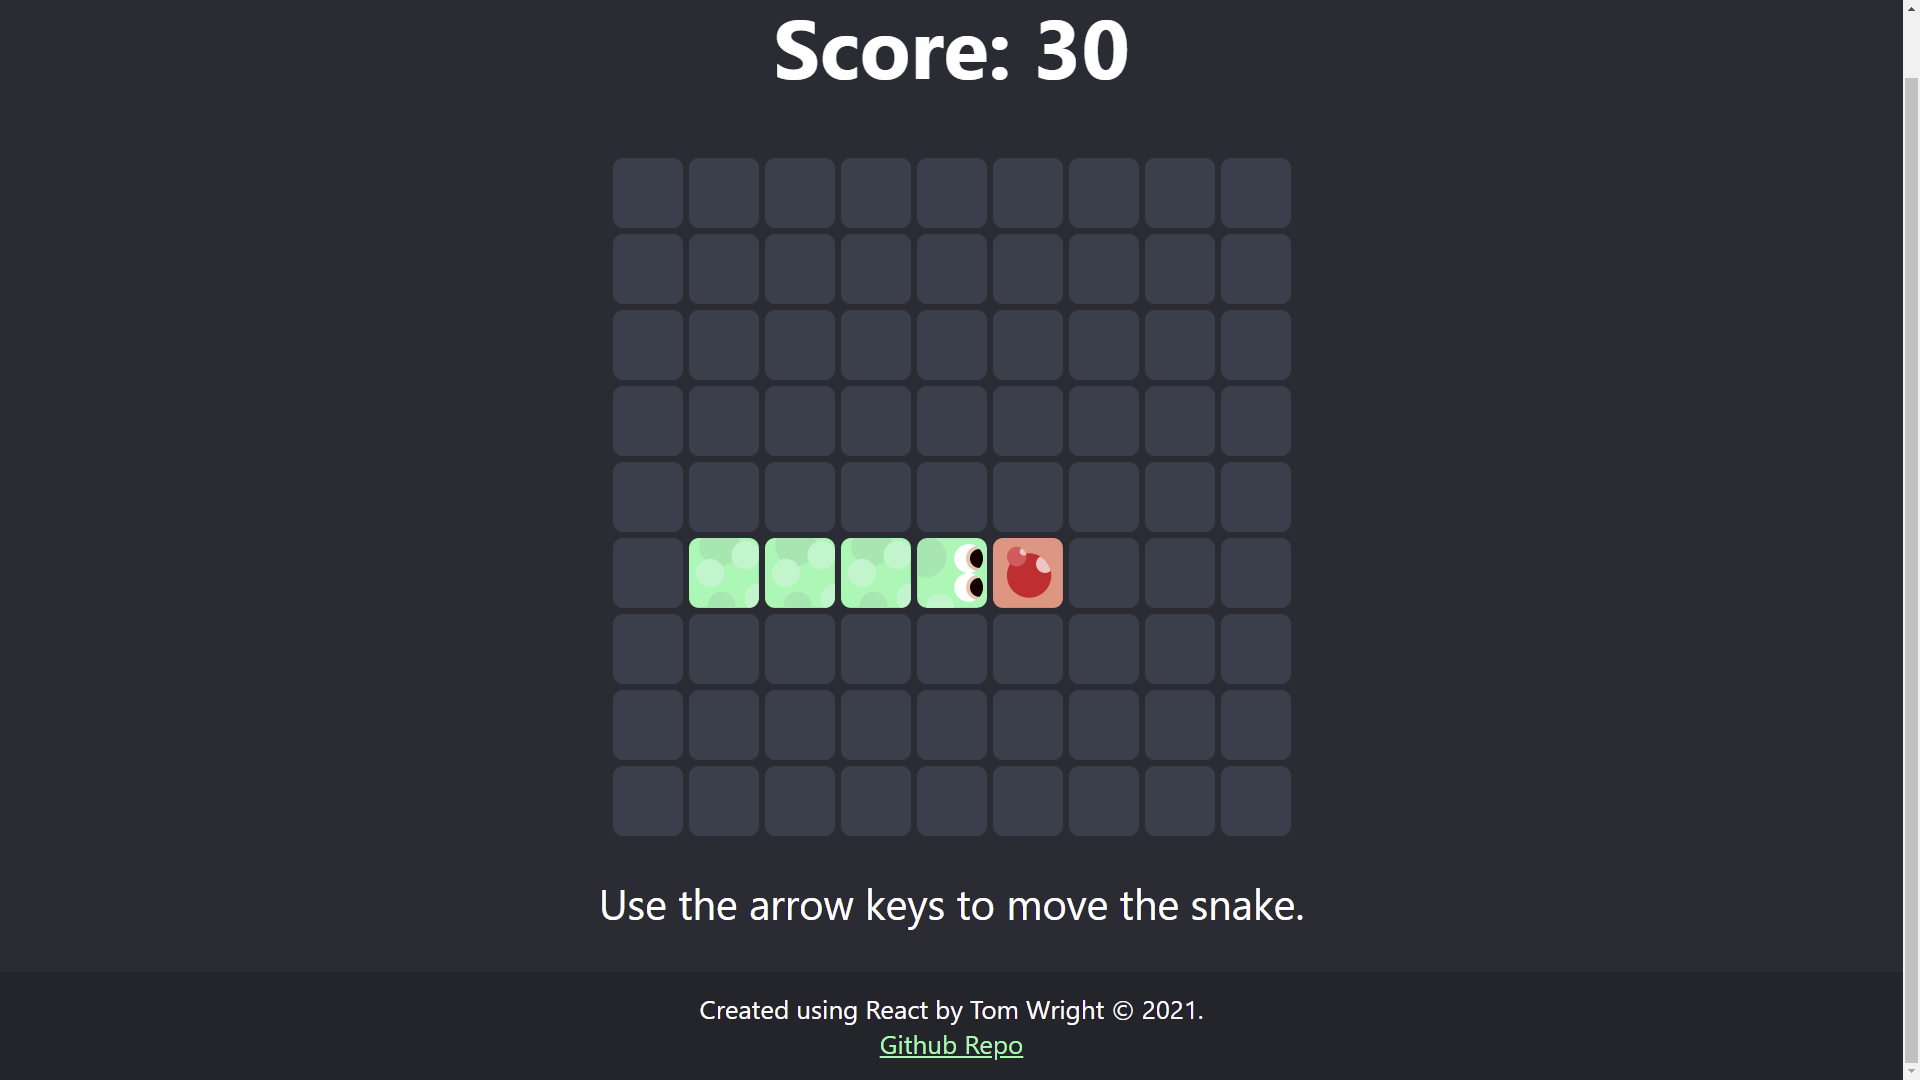 Score: 30
Use the arrow keys to move the snake.
Created using React by Tom Wright © 2021.
Github Repo